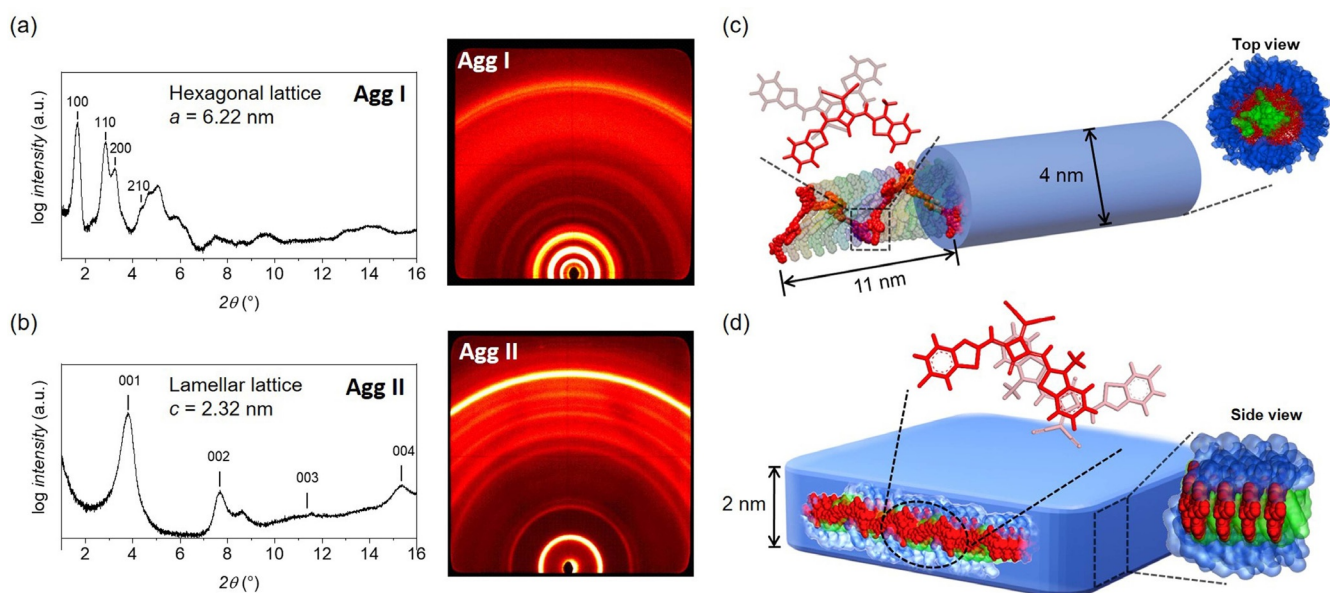 (a)
Hexagonal lattice
a = 6.22 nm
Agg I
100
110
200
210
log intensity (a.u.)
2 4 6 8 10 12 14 16
2θ (°)
Agg I
(b)
Lamellar lattice
c = 2.32 nm
Agg II
001
002
003
004
log intensity (a.u.)
2 4 6 8 10 12 14 16
2θ (°)
Agg II
(c)
Top view
4 nm
11 nm
(d)
Side view
2 nm